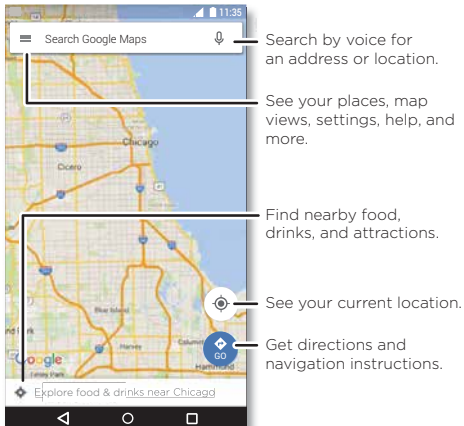 11:35
Search Google Maps
Search by voice for
an address or location.
See your places, map
views, settings, help, and
more.
Chicago
Cicero
Find nearby food,
drinks, and attractions.
See your current location.
Blue Island
GO
Get directions and
navigation instructions.
Harvey
Hammond
Google
Explore food & drinks near Chicago